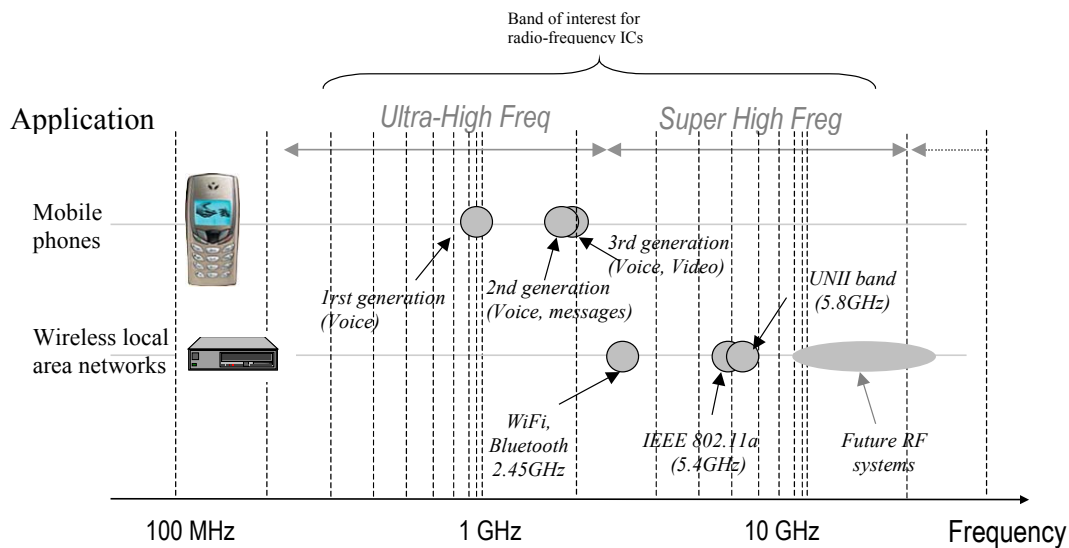 Band of interest for
radio-frequency ICs
Application
Ultra-High Freq
Super High Freg
Mobile
phones
3rd generation
(Voice, Video)
UNII band
(5.8GHz)
1rst generation
(Voice)
2nd generation
(Voice, messages)
Wireless local
area networks
WiFi,
Bluetooth
2.45GHz
IEEE 802.11a
(5.4GHz)
Future RF
systems
100 MHz
1 GHz
10 GHz
Frequency